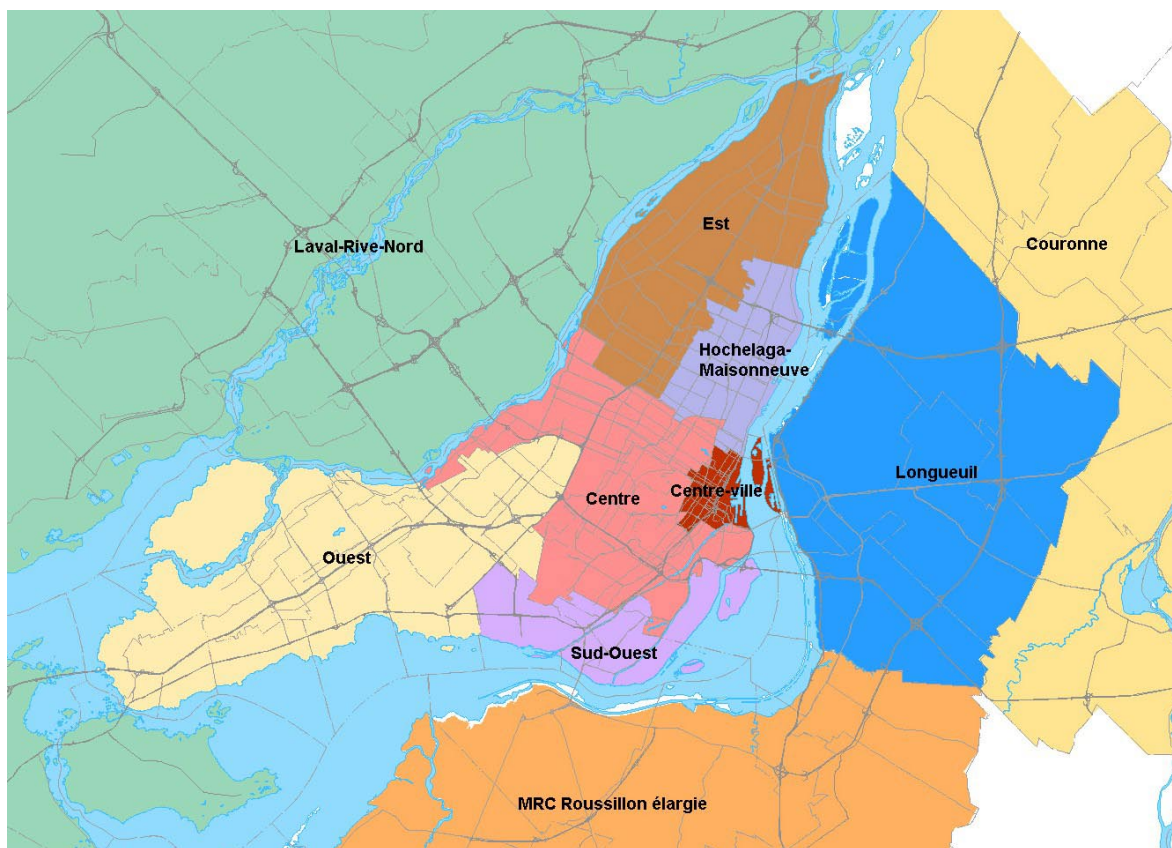 Est
Laval-Rive-Nord
Couronne
Hochelaga-
Maisonneuve
Longueuil
Centre-ville
Centre
Ouest
Sud-Ouest
MRC Roussillon élargie